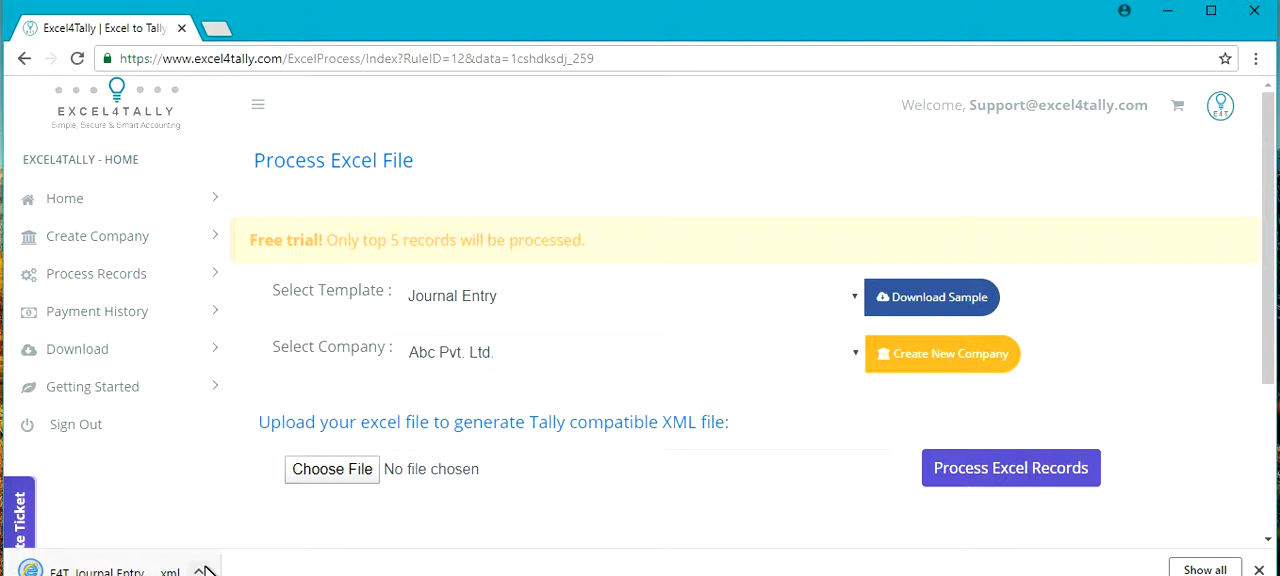 Excel4Tally | Excel to Tally
https://www.excel4tally.com/ExcelProcess/Index?RuleID=12&data=1cshdksdj_259
EXCEL4TALLY
Simple, Secure & Smart Accounting
Welcome, Support@excel4tally.com
E4T
EXCEL4TALLY - HOME
Process Excel File
Home
Create Company
Process Records
Payment History
Download
Getting Started
Sign Out
Free trial! Only top 5 records will be processed.
Select Template :
Journal Entry
Download Sample
Select Company :
Abc Pvt. Ltd.
Create New Company
Upload your excel file to generate Tally compatible XML file:
Choose File No file chosen
Process Excel Records
te Ticket
E4T_Journal Entry_....xml
Show all